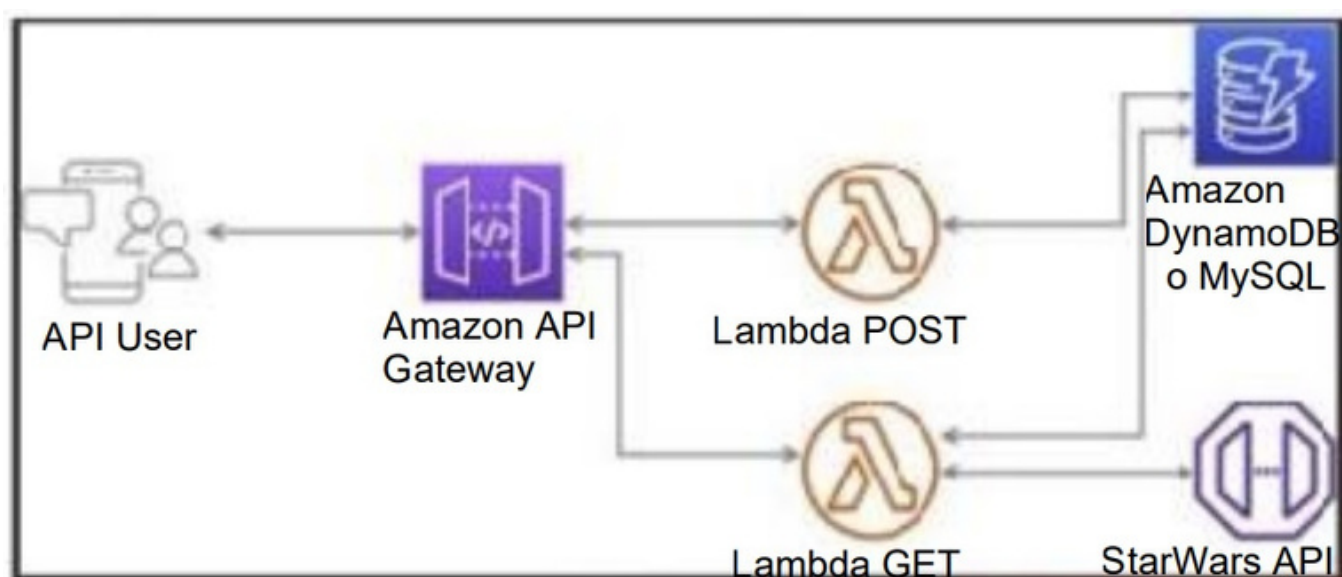 API User
Amazon API
Gateway
Lambda POST
Amazon
DynamoDB
o MySQL
Lambda GET
StarWars API